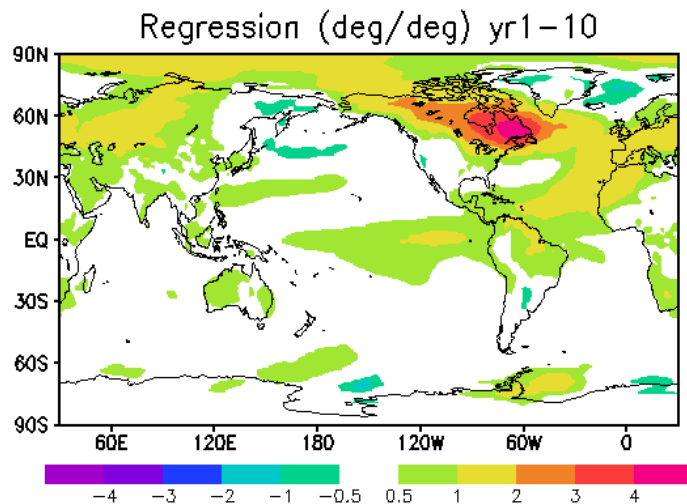 Regression (deg/deg) yr1-10
90N
60N
30N
EQ
30S
60S
90S
60E 120E 180 120W 60W 0
-4 -3 -2 -1 -0.5 0.5 1 2 3 4